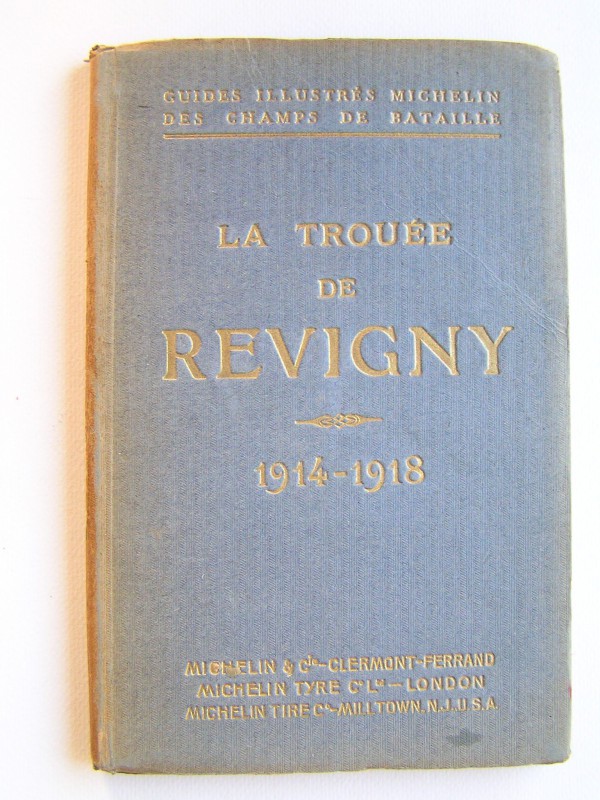 GUIDES ILLUSTRÉS MICHELIN
DES CHAMPS DE BATAILLE
LA TROUÉE
DE
REVIGNY
1914-1918
MICHELIN & Cie-CLERMONT-FERRAND
MICHELIN TYRE Co Ltd-LONDON
MICHELIN TIRE Co-MILLTOWN.N.J.U.S.A.